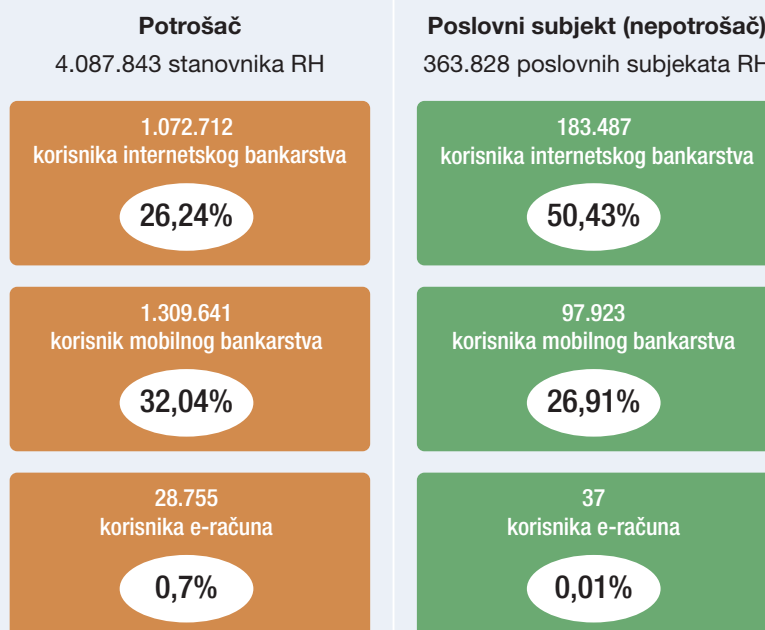 Potrošač
4.087.843 stanovnika RH
1.072.712
korisnika internetskog bankarstva
26,24%
1.309.641
korisnik mobilnog bankarstva
32,04%
28.755
korisnika e-računa
0,7%
Poslovni subjekt (nepotrošač)
363.828 poslovnih subjekata RH
183.487
korisnika internetskog bankarstva
50,43%
97.923
korisnika mobilnog bankarstva
26,91%
37
korisnika e-računa
0,01%